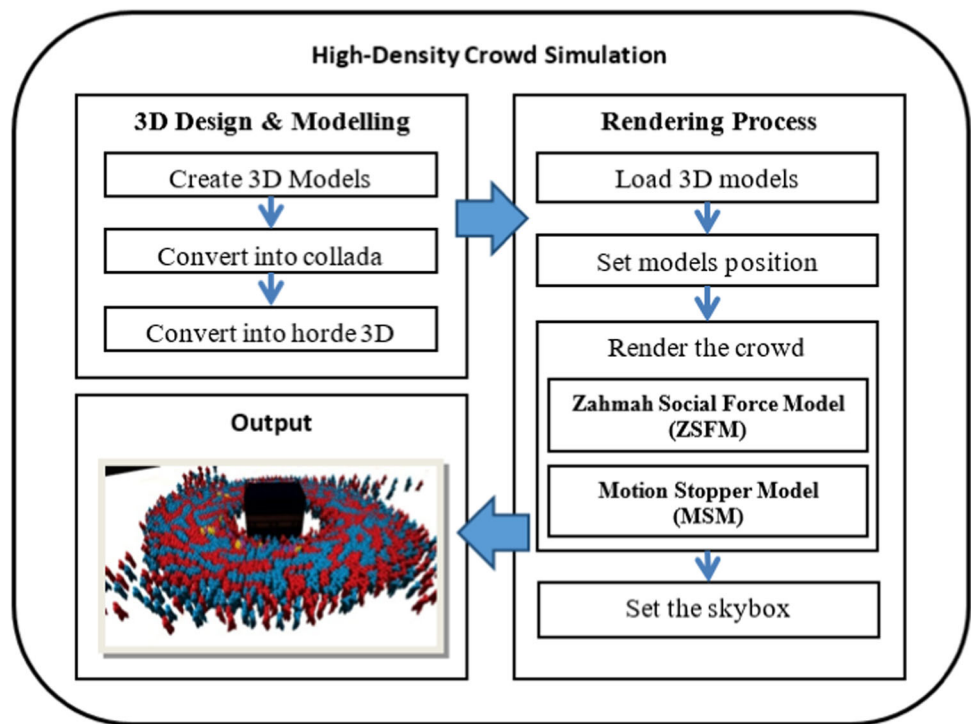 High-Density Crowd Simulation
3D Design & Modelling
Create 3D Models
Convert into collada
Convert into horde 3D
Rendering Process
Load 3D models
Set models position
Render the crowd
Zahmah Social Force Model
(ZSFM)
Motion Stopper Model
(MSM)
Set the skybox
Output